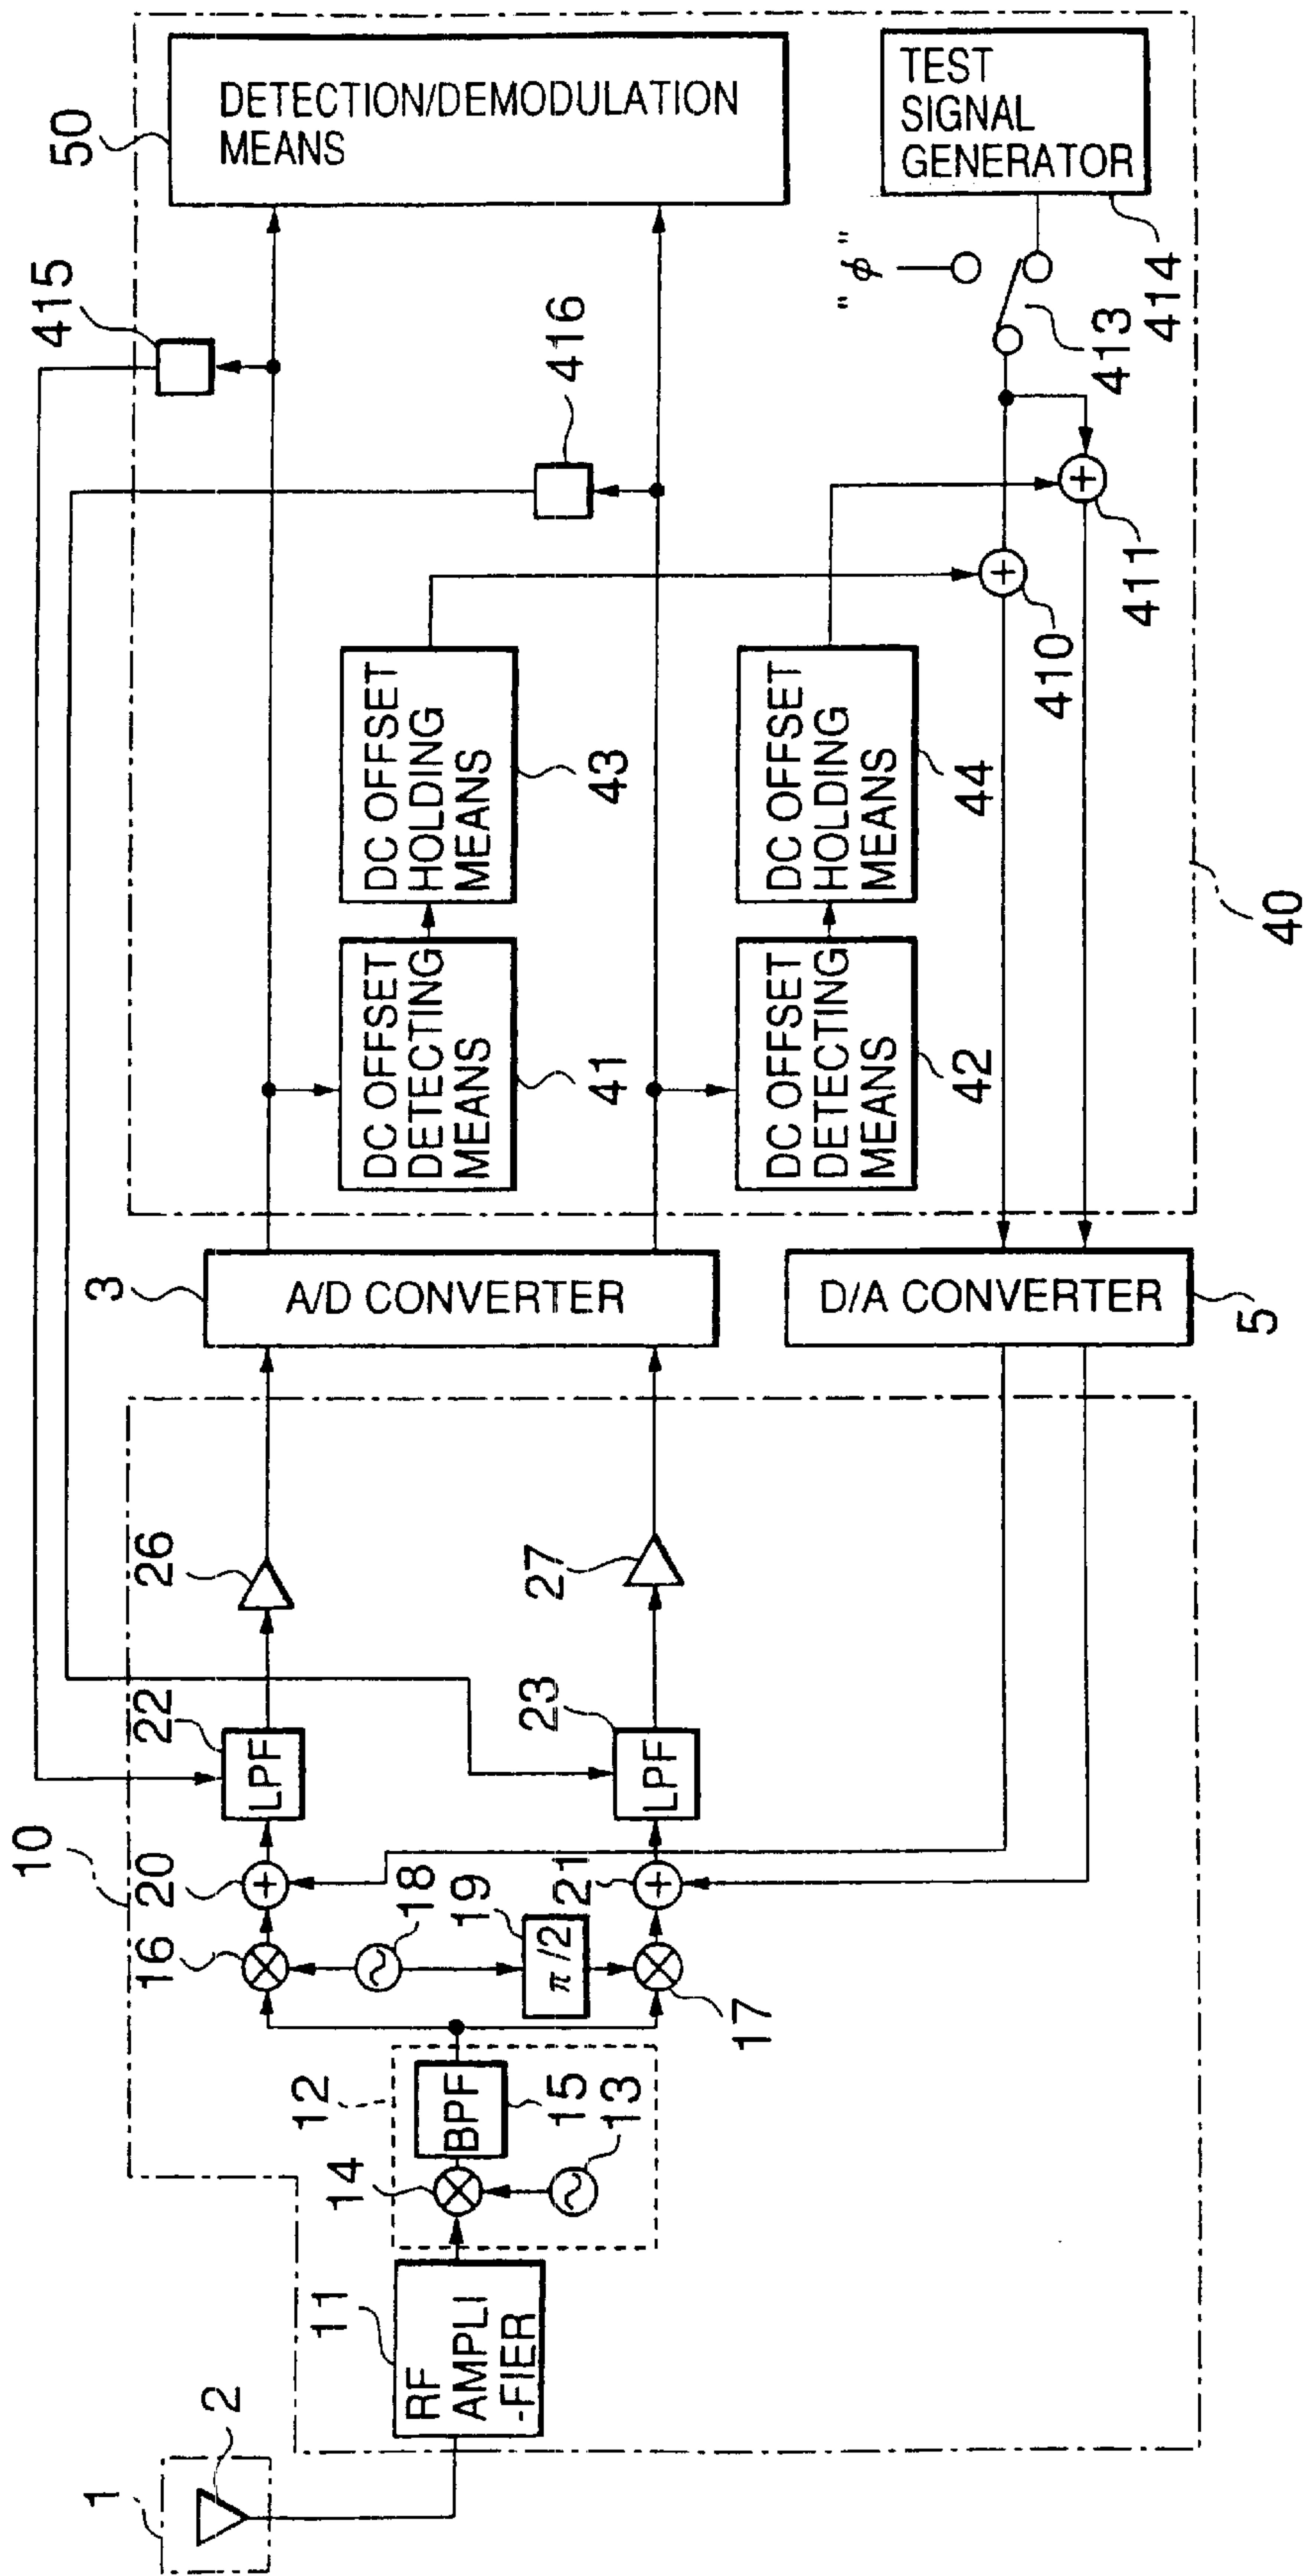 1
2
11
RF
AMPLI
-FIER
12
14
BPF
15
13
10
16
20
18
19
π/2
17
21
22
LPF
26
23
LPF
27
3
A/D CONVERTER
D/A CONVERTER
5
DC OFFSET
DETECTING
MEANS
41
DC OFFSET
HOLDING
MEANS
43
DC OFFSET
DETECTING
MEANS
42
DC OFFSET
HOLDING
MEANS
44
40
415
416
410
411
413
"φ"
50
DETECTION/DEMODULATION
MEANS
TEST
SIGNAL
GENERATOR
414